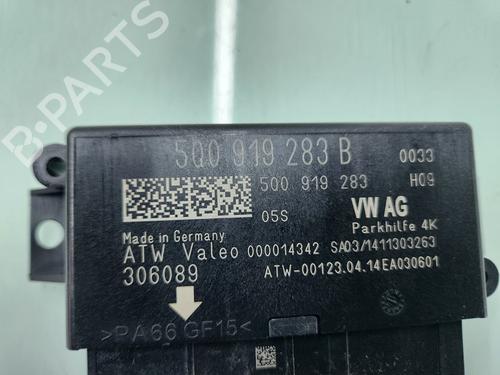 5Q0 919 283 B 0033
5Q0 919 283 H09
05S VW AG
Parkhilfe 4K
Made in Germany
ATW Valeo 000014342 SA03/1411303263
306089 ATW-00123.04.14EA030601
>PA66 GF15<
B-PARTS